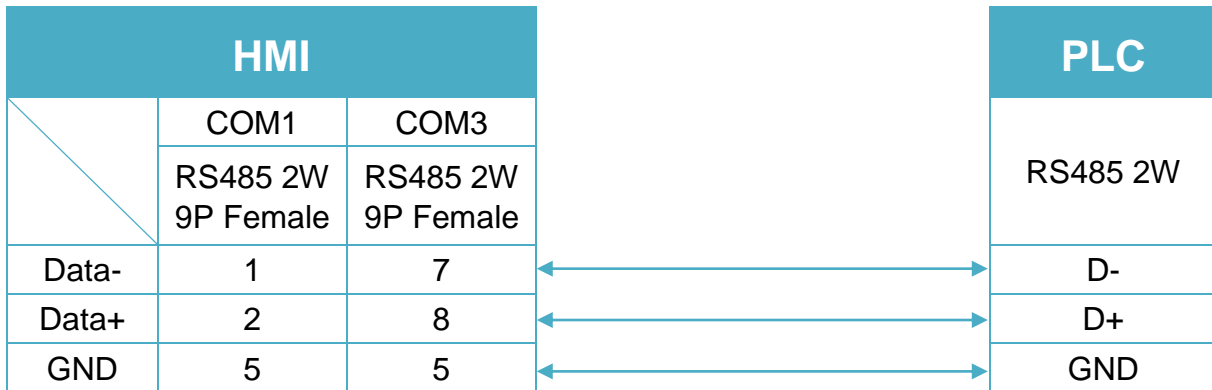 HMI PLC
COM1 COM3
RS485 2W RS485 2W RS485 2W
9P Female 9P Female
Data- 1 7 D-
Data+ 2 8 D+
GND 5 5 GND